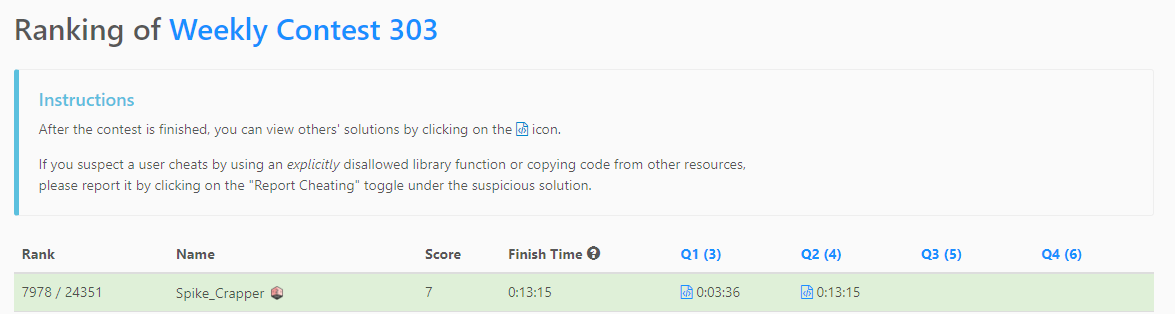 Ranking of Weekly Contest 303
Instructions
After the contest is finished, you can view others' solutions by clicking on the icon.
If you suspect a user cheats by using an explicitly disallowed library function or copying code from other resources,
please report it by clicking on the "Report Cheating" toggle under the suspicious solution.
Rank Name Score Finish Time Q1 (3) Q2 (4) Q3 (5) Q4 (6)
7978 / 24351 Spike_Crapper 7 0:13:15 0:03:36 0:13:15